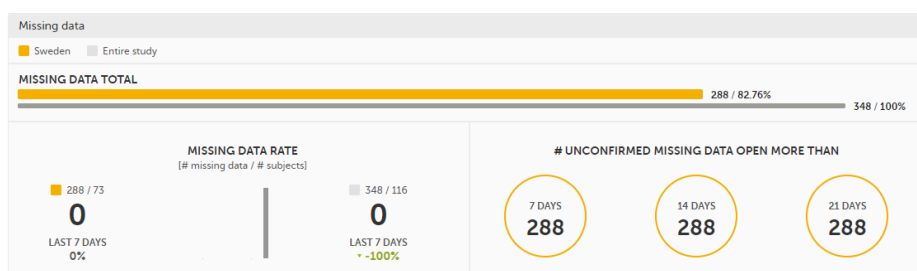 Missing data
Sweden Entire study
MISSING DATA TOTAL
288 / 82.76%
348 / 100%
MISSING DATA RATE
[# missing data / # subjects]
288 / 73
0
LAST 7 DAYS
0%
348 / 116
0
LAST 7 DAYS
-100%
# UNCONFIRMED MISSING DATA OPEN MORE THAN
7 DAYS
288
14 DAYS
288
21 DAYS
288